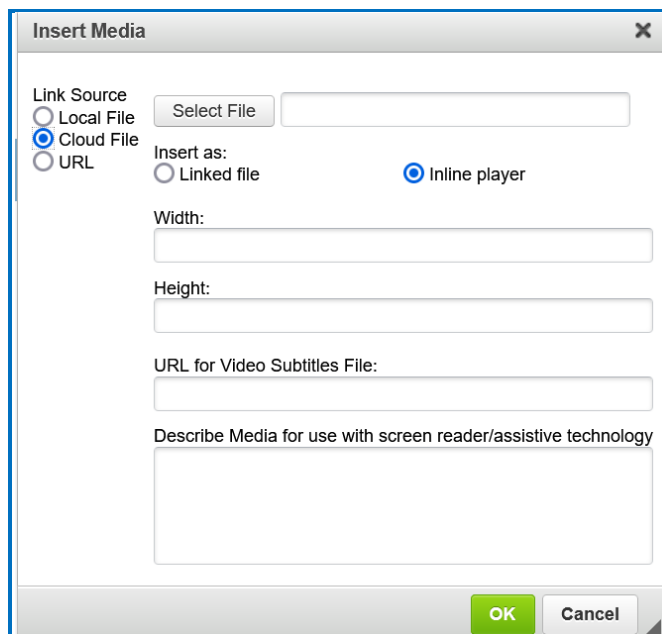 Insert Media
Link Source
Local File
Cloud File
URL
Select File
Insert as:
Linked file
Inline player
Width:
Height:
URL for Video Subtitles File:
Describe Media for use with screen reader/assistive technology
OK
Cancel